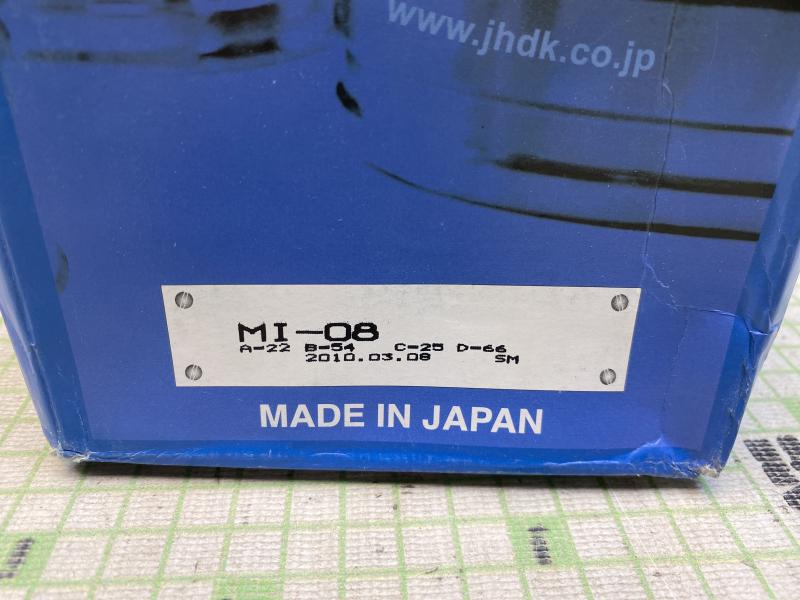 www.jhdk.co.jp
MI-08
A-22 B-54 C-25 D-66
2010.03.08 SM
MADE IN JAPAN